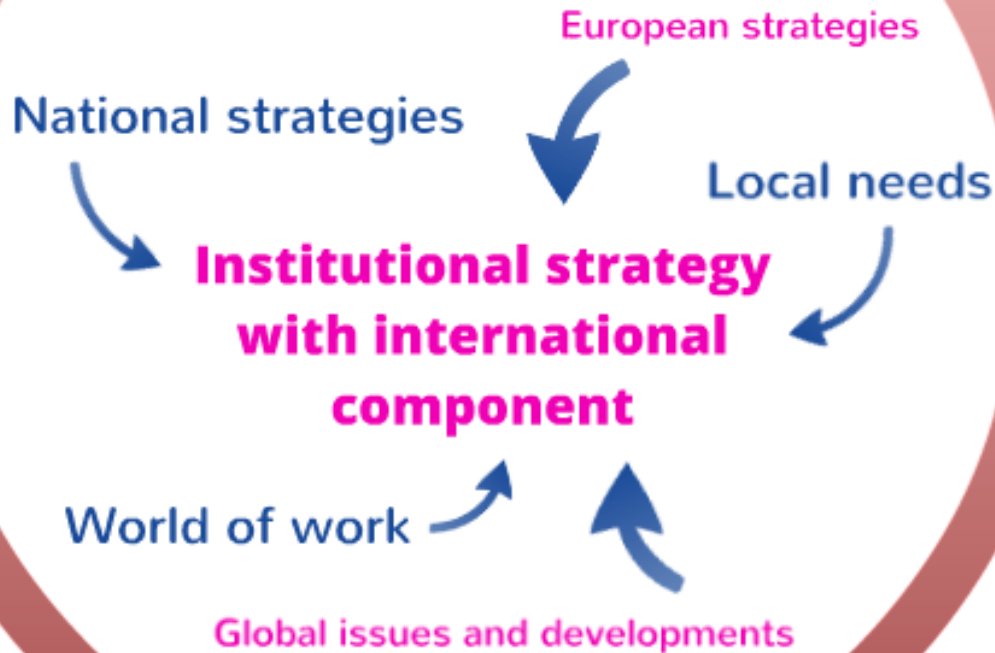 European strategies
National strategies
Local needs
Institutional strategy
with international
component
World of work
Global issues and developments